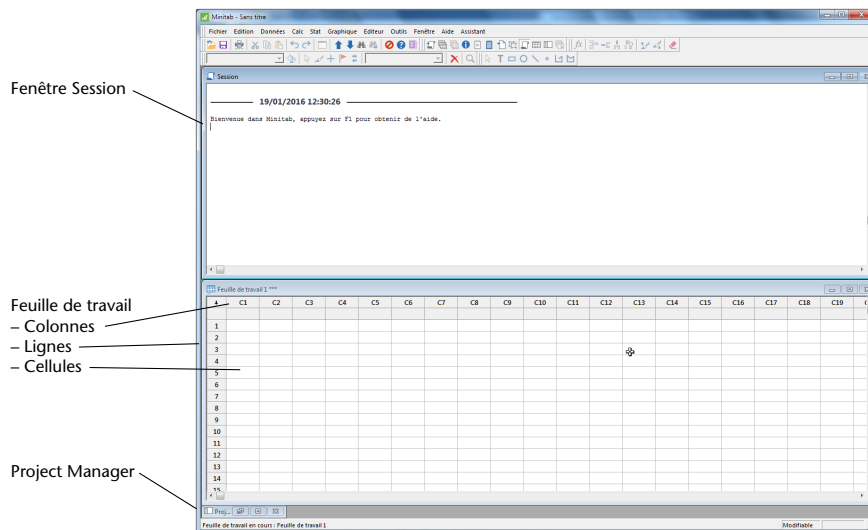 Minitab - Sans titre
Fichier Edition Données Calc Stat Graphique Editeur Outils Fenêtre Aide Assistant
Session
Fenêtre Session
19/01/2016 12:30:26
Bienvenue dans Minitab, appuyez sur F1 pour obtenir de l'aide.
Feuille de travail 1 ***
Feuille de travail
– Colonnes
– Lignes
– Cellules
C1 C2 C3 C4 C5 C6 C7 C8 C9 C10 C11 C12 C13 C14 C15 C16 C17 C18 C19
1
2
3
4
5
6
7
8
9
10
11
12
13
14
15
Project Manager
Proj...
Feuille de travail en cours : Feuille de travail 1
Modifiable